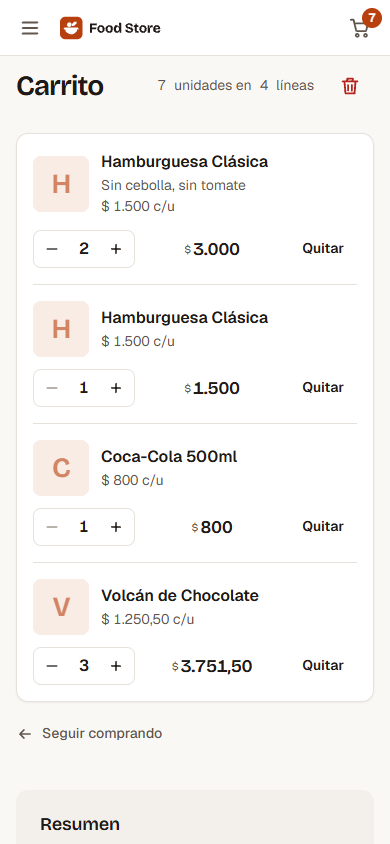 Food Store
7
Carrito
7 unidades en 4 líneas
H
Hamburguesa Clásica
Sin cebolla, sin tomate
$ 1.500 c/u
2
$3.000
Quitar
H
Hamburguesa Clásica
$ 1.500 c/u
1
$1.500
Quitar
C
Coca-Cola 500ml
$ 800 c/u
1
$800
Quitar
V
Volcán de Chocolate
$ 1.250,50 c/u
3
$3.751,50
Quitar
Seguir comprando
Resumen